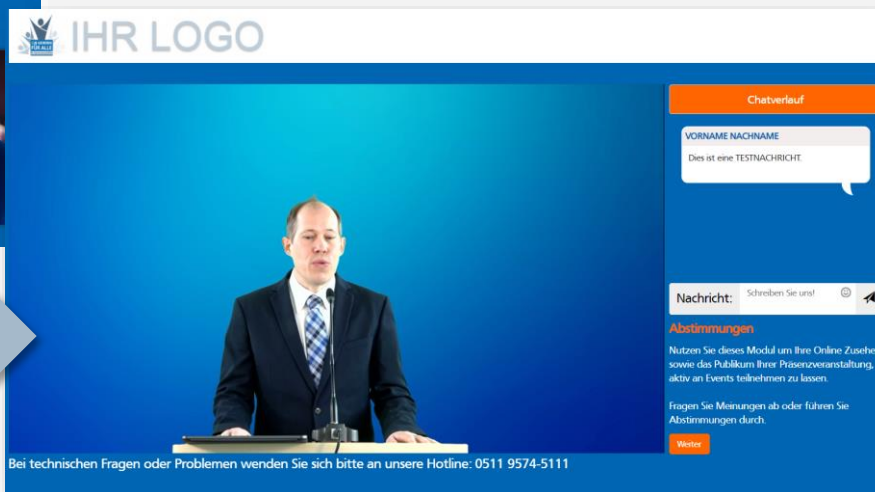 IHR LOGO
FÜR ALLE
Chatverlauf
VORNAME NACHNAME
Dies ist eine TESTNACHRICHT.
Nachricht:
Schreiben Sie uns!
Abstimmungen
Nutzen Sie dieses Modul um Ihre Online Zusehe
sowie das Publikum Ihrer Präsenzveranstaltung,
aktiv an Events teilnehmen zu lassen.
Fragen Sie Meinungen ab oder führen Sie
Abstimmungen durch.
Weiter
Bei technischen Fragen oder Problemen wenden Sie sich bitte an unsere Hotline: 0511 9574-5111